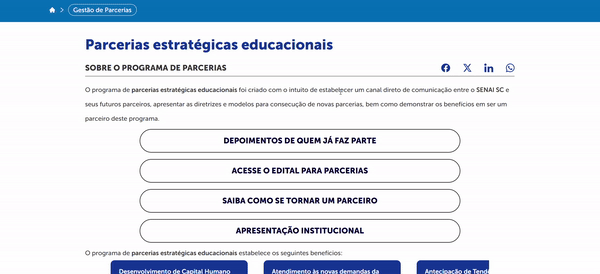 Gestão de Parcerias
Parcerias estratégicas educacionais
SOBRE O PROGRAMA DE PARCERIAS
O programa de parcerias estratégicas educacionais foi criado com o intuito de estabelecer um canal direto de comunicação entre o SENAI SC e
seus futuros parceiros, apresentar as diretrizes e modelos para consecução de novas parcerias, bem como demonstrar os benefícios em ser um
parceiro deste programa.
DEPOIMENTOS DE QUEM JÁ FAZ PARTE
ACESSE O EDITAL PARA PARCERIAS
SAIBA COMO SE TORNAR UM PARCEIRO
APRESENTAÇÃO INSTITUCIONAL
O programa de parcerias estratégicas educacionais estabelece os seguintes benefícios:
Desenvolvimento de Capital Humano
Atendimento às novas demandas da
Antecipação de Tend